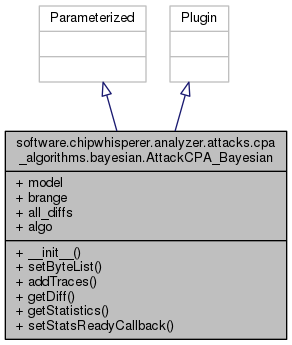 Parameterized
Plugin
software.chipwhisperer.analyzer.attacks.cpa
_algorithms.bayesian.AttackCPA_Bayesian
+ model
+ brange
+ all_diffs
+ algo
+ __init__()
+ setByteList()
+ addTraces()
+ getDiff()
+ getStatistics()
+ setStatsReadyCallback()